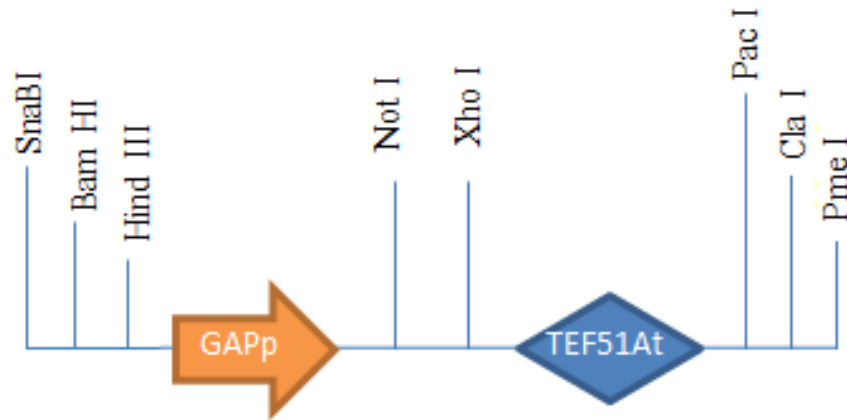 SnaBI
Bam HI
Hind III
GAPp
Not I
Xho I
TEF51At
Pac I
Cla I
Pme I